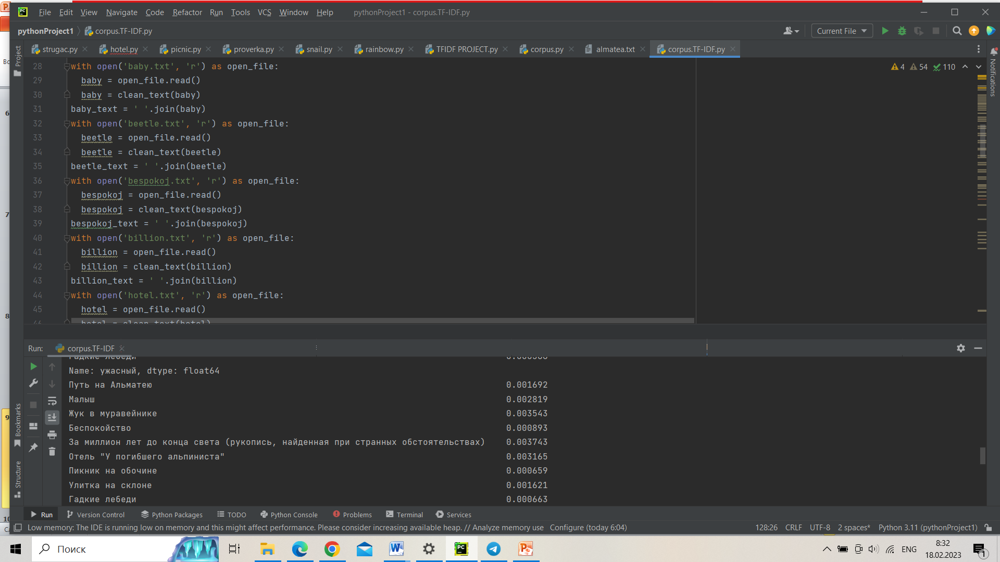 File Edit View Navigate Code Refactor Run Tools VCS Window Help pythonProject1 - corpus.TF-IDF.py
pythonProject1 corpus.TF-IDF.py Current File
strugac.py hotel.py picnic.py proverka.py snail.py rainbow.py TFIDF PROJECT.py corpus.py almatea.txt corpus.TF-IDF.py
Project
Notifications
4 54 110
28 with open('baby.txt', 'r') as open_file:
29 baby = open_file.read()
30 baby = clean_text(baby)
31 baby_text = ' '.join(baby)
32 with open('beetle.txt', 'r') as open_file:
33 beetle = open_file.read()
34 beetle = clean_text(beetle)
35 beetle_text = ' '.join(beetle)
36 with open('bespokoj.txt', 'r') as open_file:
37 bespokoj = open_file.read()
38 bespokoj = clean_text(bespokoj)
39 bespokoj_text = ' '.join(bespokoj)
40 with open('billion.txt', 'r') as open_file:
41 billion = open_file.read()
42 billion = clean_text(billion)
43 billion_text = ' '.join(billion)
44 with open('hotel.txt', 'r') as open_file:
45 hotel = open_file.read()
46 hotel = clean_text(hotel)
6
7
8
9
10
Run: corpus.TF-IDF
Гадкие лебеди
Name: ужасный, dtype: float64
Путь на Альматею 0.001692
Малыш 0.002819
Жук в муравейнике 0.003543
Беспокойство 0.000893
За миллион лет до конца света (рукопись, найденная при странных обстоятельствах) 0.003743
Отель "У погибшего альпиниста" 0.003165
Пикник на обочине 0.000659
Улитка на склоне 0.001621
Гадкие лебеди 0.000663
Bookmarks
Structure
Run Version Control Python Packages TODO Python Console Problems Terminal Services
Low memory: The IDE is running low on memory and this might affect performance. Please consider increasing available heap. // Analyze memory use Configure (today 6:04) 128:26 CRLF UTF-8 2 spaces* Python 3.11 (pythonProject1)
Поиск ENG 8:32
18.02.2023
1